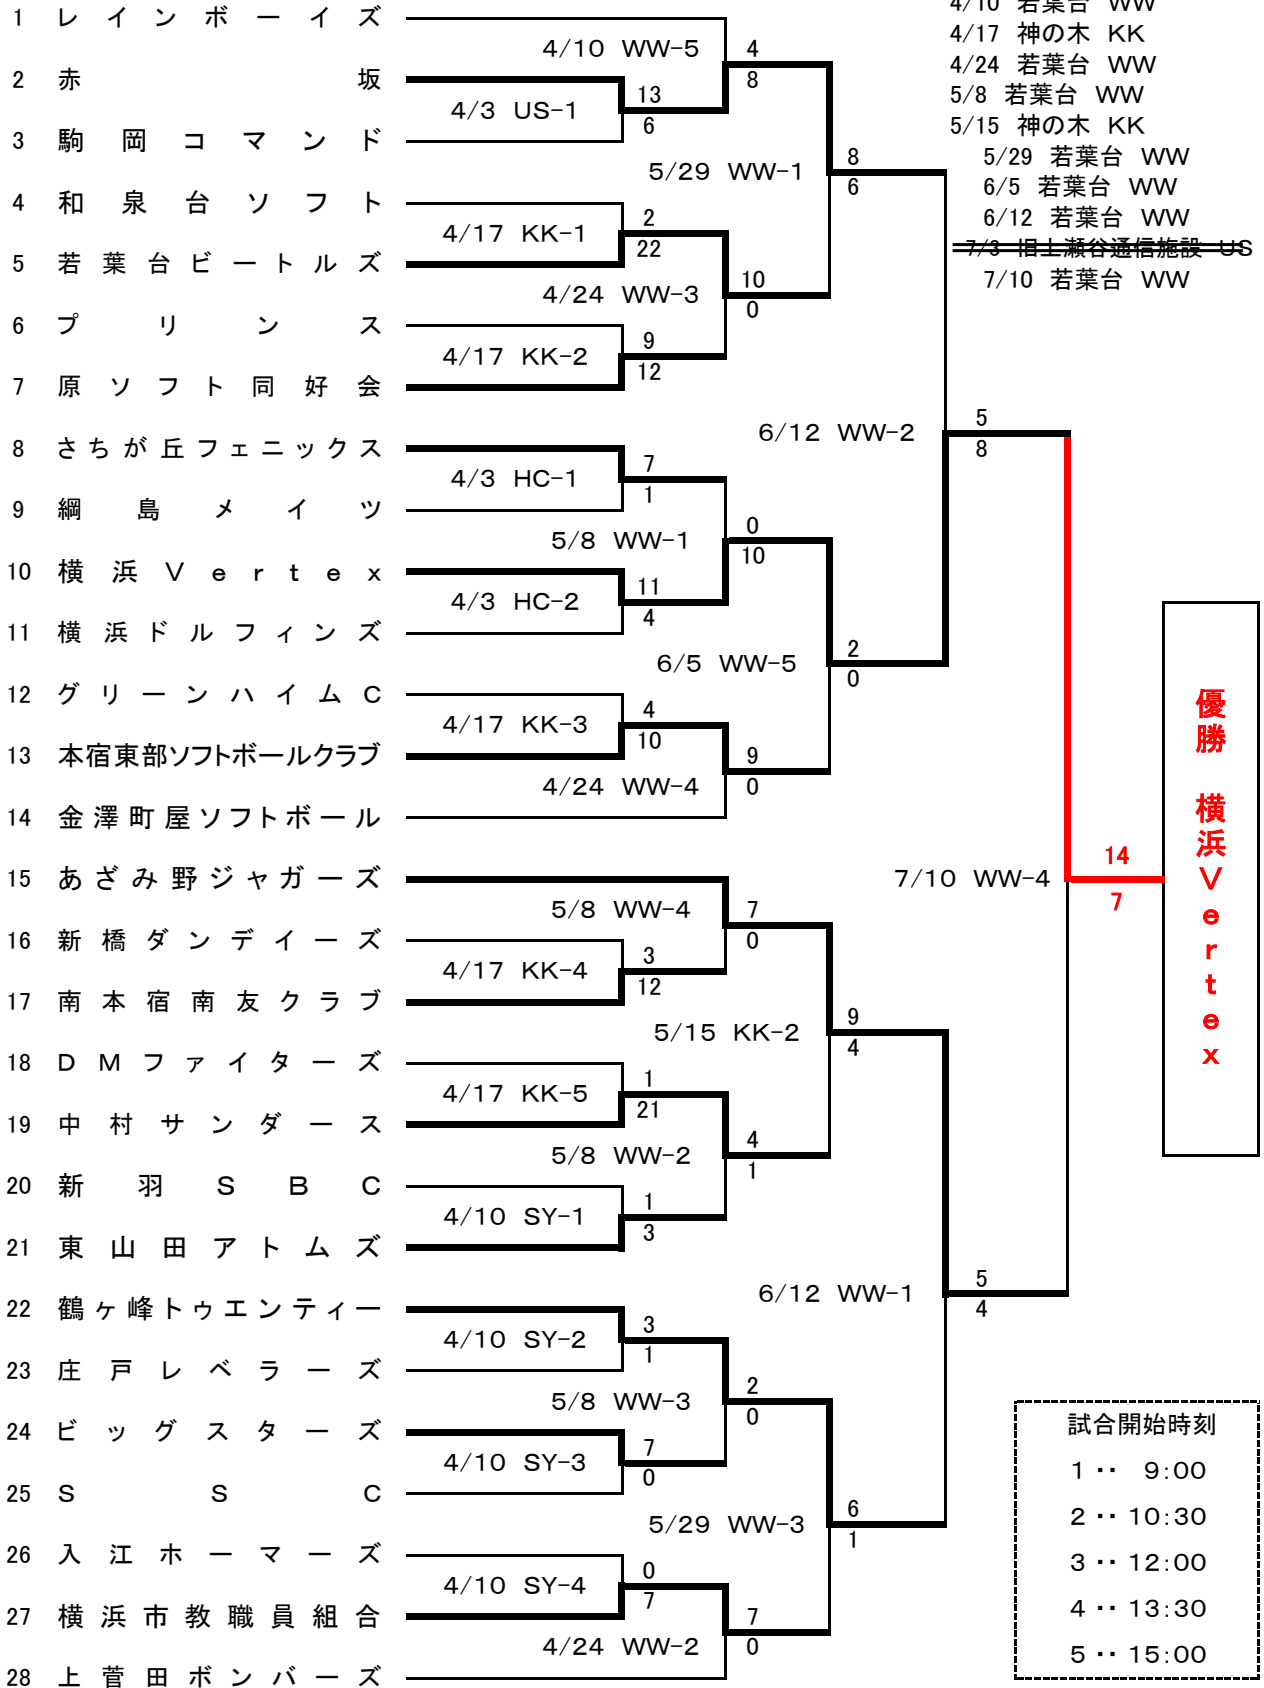 1 レインボーイズ
4/10 若葉台 WW
4/10 WW-5
4
4/17 神の木 KK
2 赤坂
8
4/24 若葉台 WW
4/3 US-1
13
6
5/8 若葉台 WW
3 駒岡コマンド
5/15 神の木 KK
5/29 WW-1
8
6
5/29 若葉台 WW
4 和泉台ソフト
6/5 若葉台 WW
4/17 KK-1
2
22
6/12 若葉台 WW
5 若葉台ビートルズ
7/3 旧上瀬谷通信施設 US
4/24 WW-3
10
0
7/10 若葉台 WW
6 プリンス
4/17 KK-2
9
12
7 原ソフト同好会
6/12 WW-2
5
8
8 さちが丘フェニックス
4/3 HC-1
7
1
9 綱島メイツ
5/8 WW-1
0
10
10 横浜Vertex
4/3 HC-2
11
4
11 横浜ドルフィンズ
6/5 WW-5
2
0
12 グリーンハイムC
4/17 KK-3
4
10
13 本宿東部ソフトボールクラブ
4/24 WW-4
9
0
14 金澤町屋ソフトボール
優勝 横浜Vertex
7/10 WW-4
14
7
15 あざみ野ジャガーズ
5/8 WW-4
7
0
16 新橋ダンデイーズ
4/17 KK-4
3
12
17 南本宿南友クラブ
5/15 KK-2
9
4
18 DMファイターズ
4/17 KK-5
1
21
19 中村サンダース
5/8 WW-2
4
1
20 新羽SBC
4/10 SY-1
1
3
21 東山田アトムズ
6/12 WW-1
5
4
22 鶴ヶ峰トゥエンティー
4/10 SY-2
3
1
23 庄戸レベラーズ
5/8 WW-3
2
0
24 ビッグスターズ
4/10 SY-3
7
0
25 SSC
5/29 WW-3
6
1
26 入江ホーマーズ
4/10 SY-4
0
7
27 横浜市教職員組合
4/24 WW-2
7
0
28 上菅田ボンバーズ
試合開始時刻
1‥ 9:00
2‥10:30
3‥12:00
4‥13:30
5‥15:00